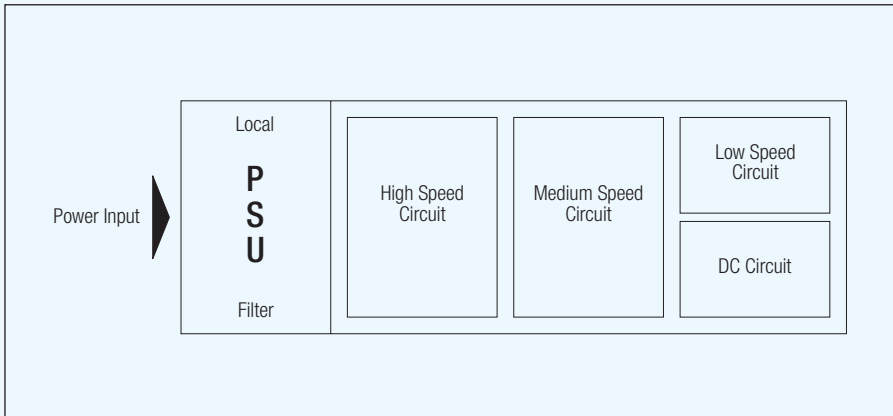 Power Input
Local
P
S
U
Filter
High Speed
Circuit
Medium Speed
Circuit
Low Speed
Circuit
DC Circuit